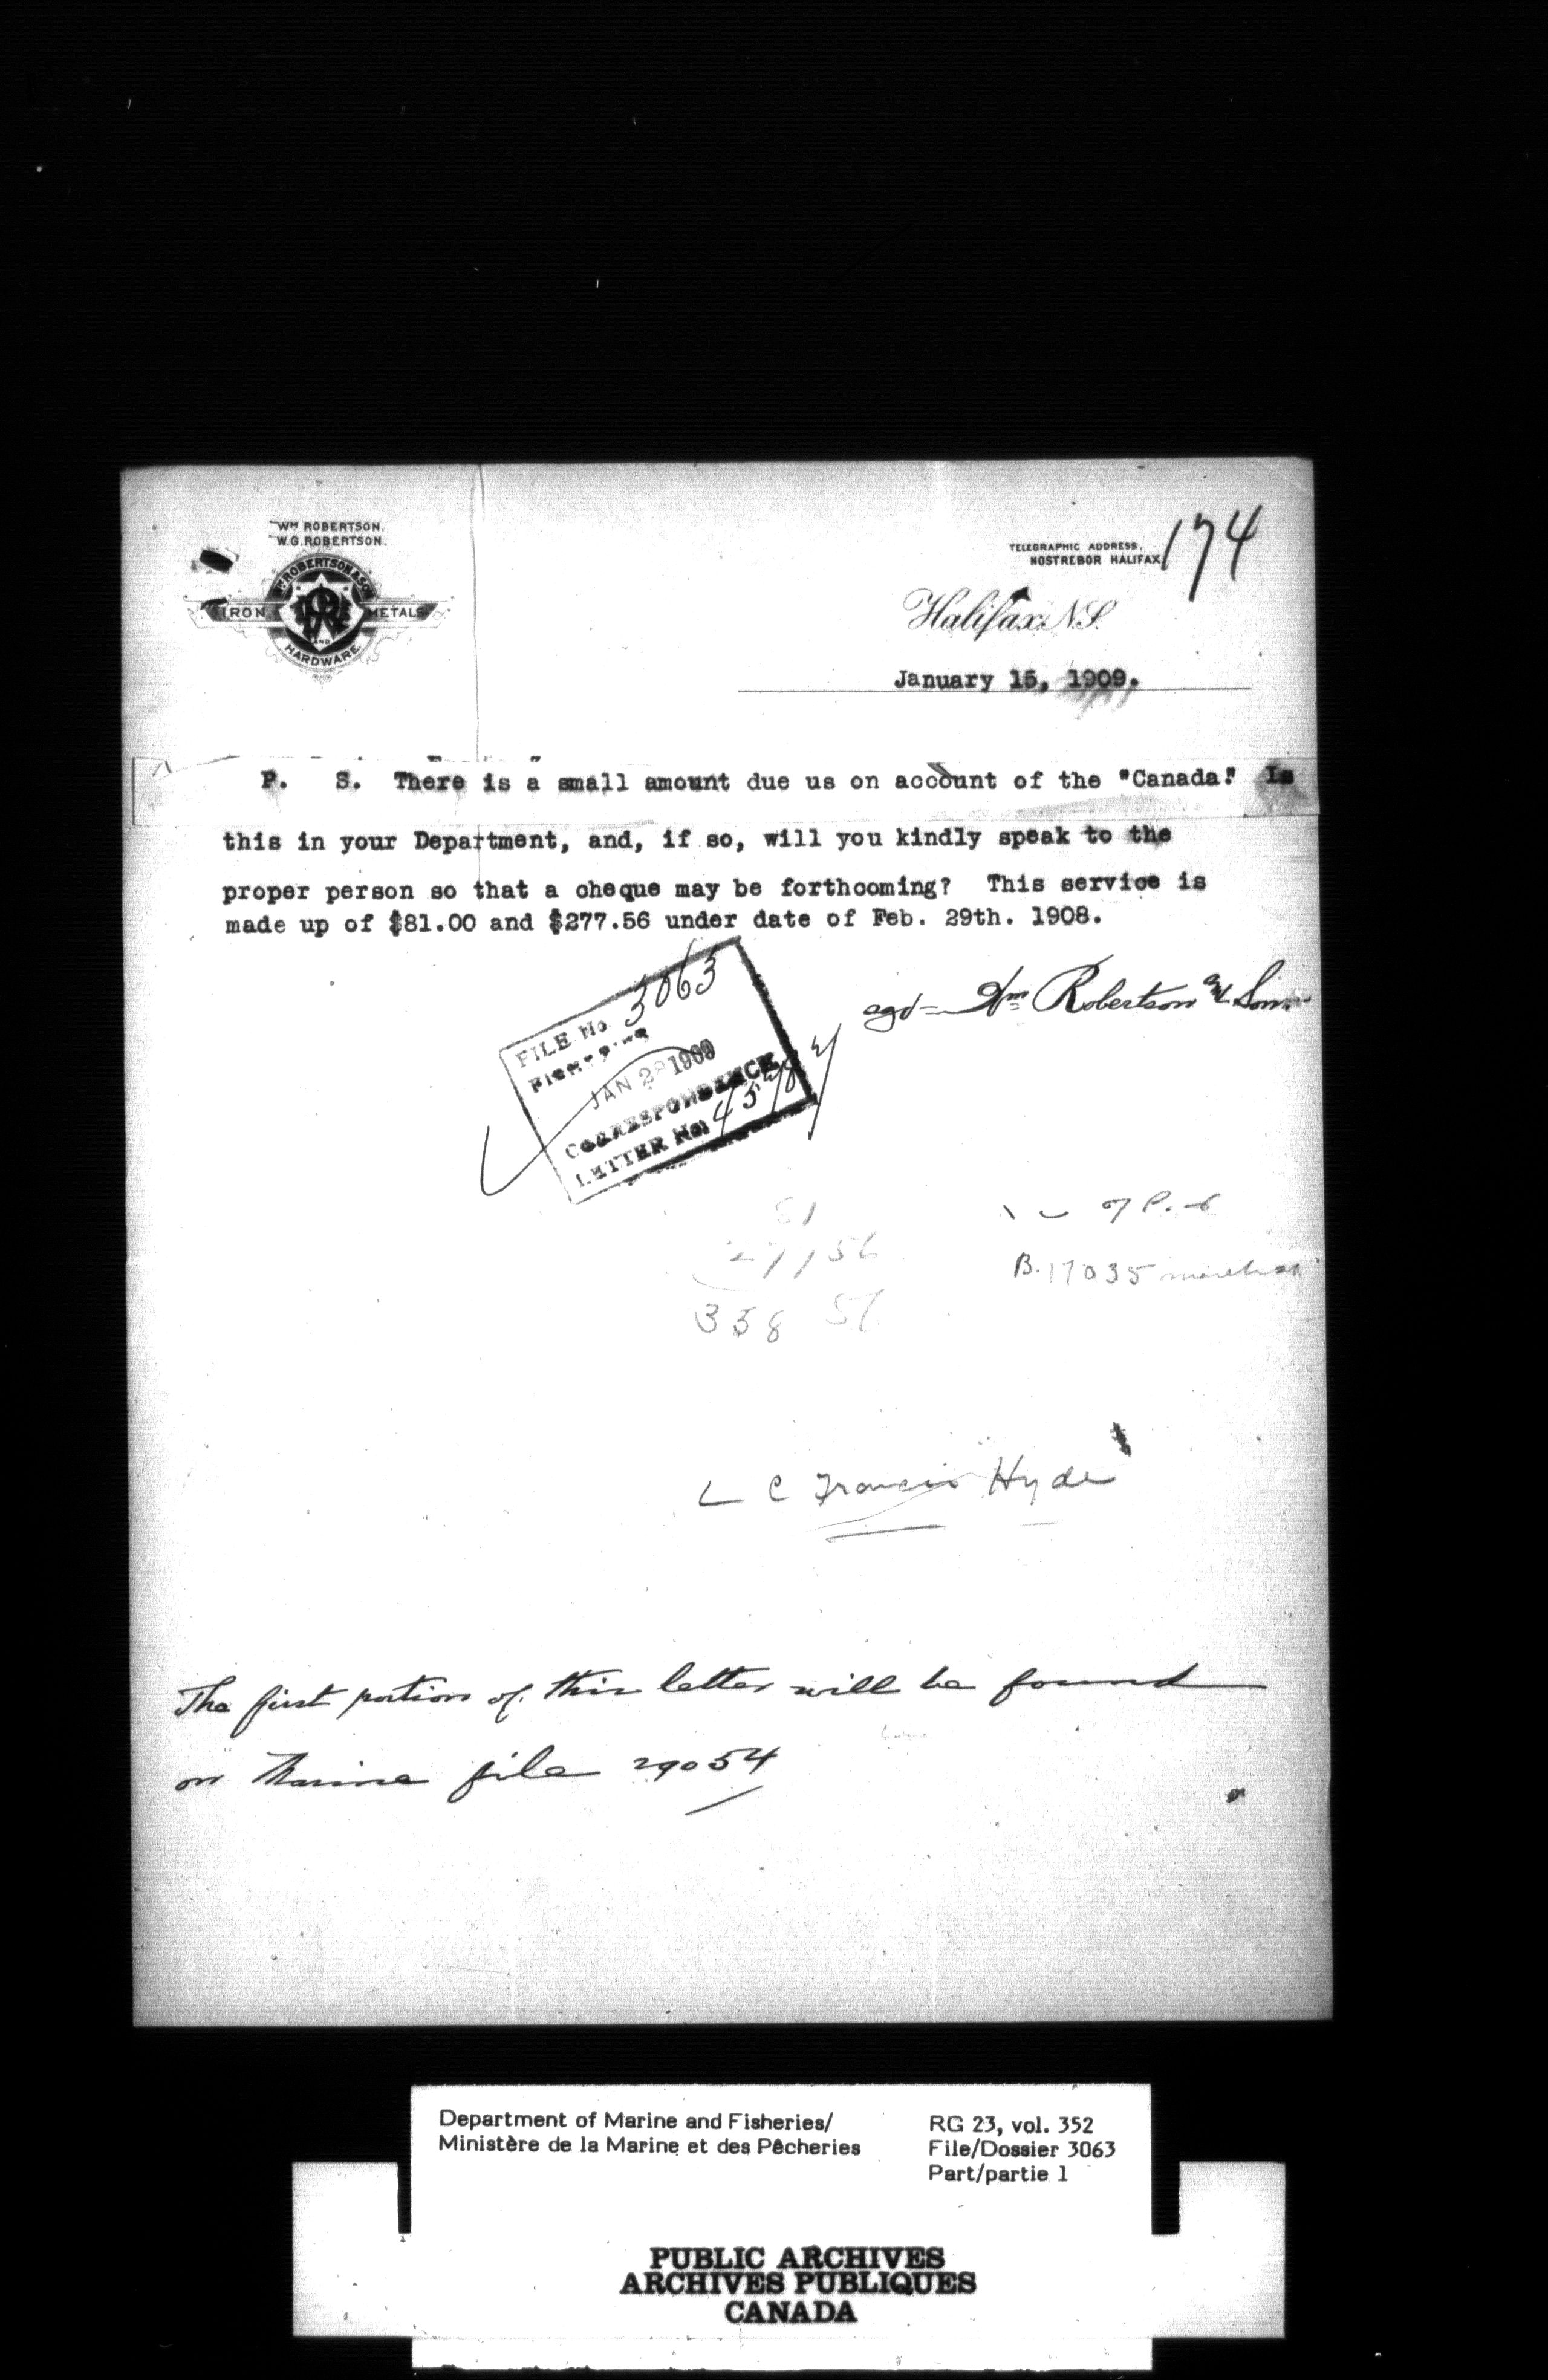 WM ROBERTSON.
W.G. ROBERTSON.
WM ROBERTSON & SON
IRON METALS
AND
HARDWARE
TELEGRAPHIC ADDRESS.
NOSTREBOR HALIFAX
174
Halifax, N.S.
January 15, 1909.
P. S. There is a small amount due us on account of the "Canada." Is
this in your Department, and, if so, will you kindly speak to the
proper person so that a cheque may be forthcoming? This service is
made up of $81.00 and $277.56 under date of Feb. 29th. 1908.
sgd - Wm Robertson & Son
FILE No. 3063
JAN 28 1909
CORRESPONDENCE
LETTER No:
81
277 56
358 56
B. 17035
L C Francis Hyde
The first portion of this letter will be found
on Marine file 29054
Department of Marine and Fisheries/
Ministère de la Marine et des Pêcheries
RG 23, vol. 352
File/Dossier 3063
Part/partie 1
PUBLIC ARCHIVES
ARCHIVES PUBLIQUES
CANADA